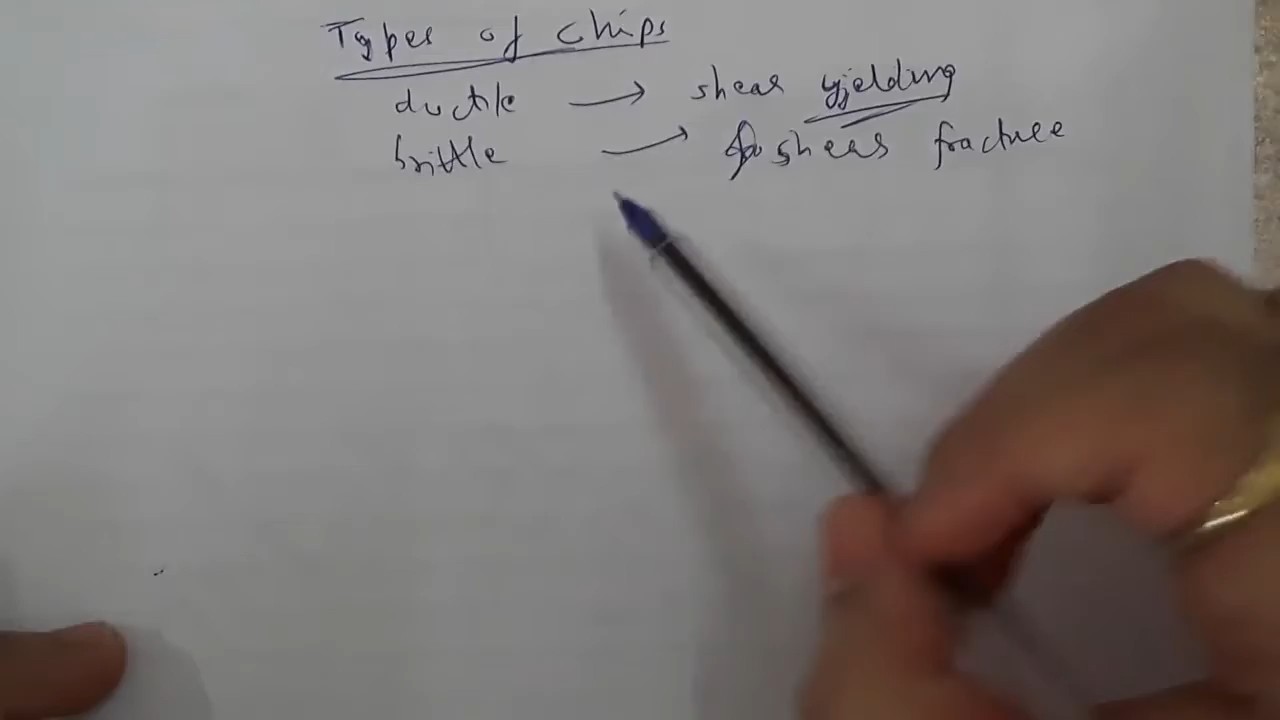 Types of chips
ductile → shear yielding
brittle → shear fracture